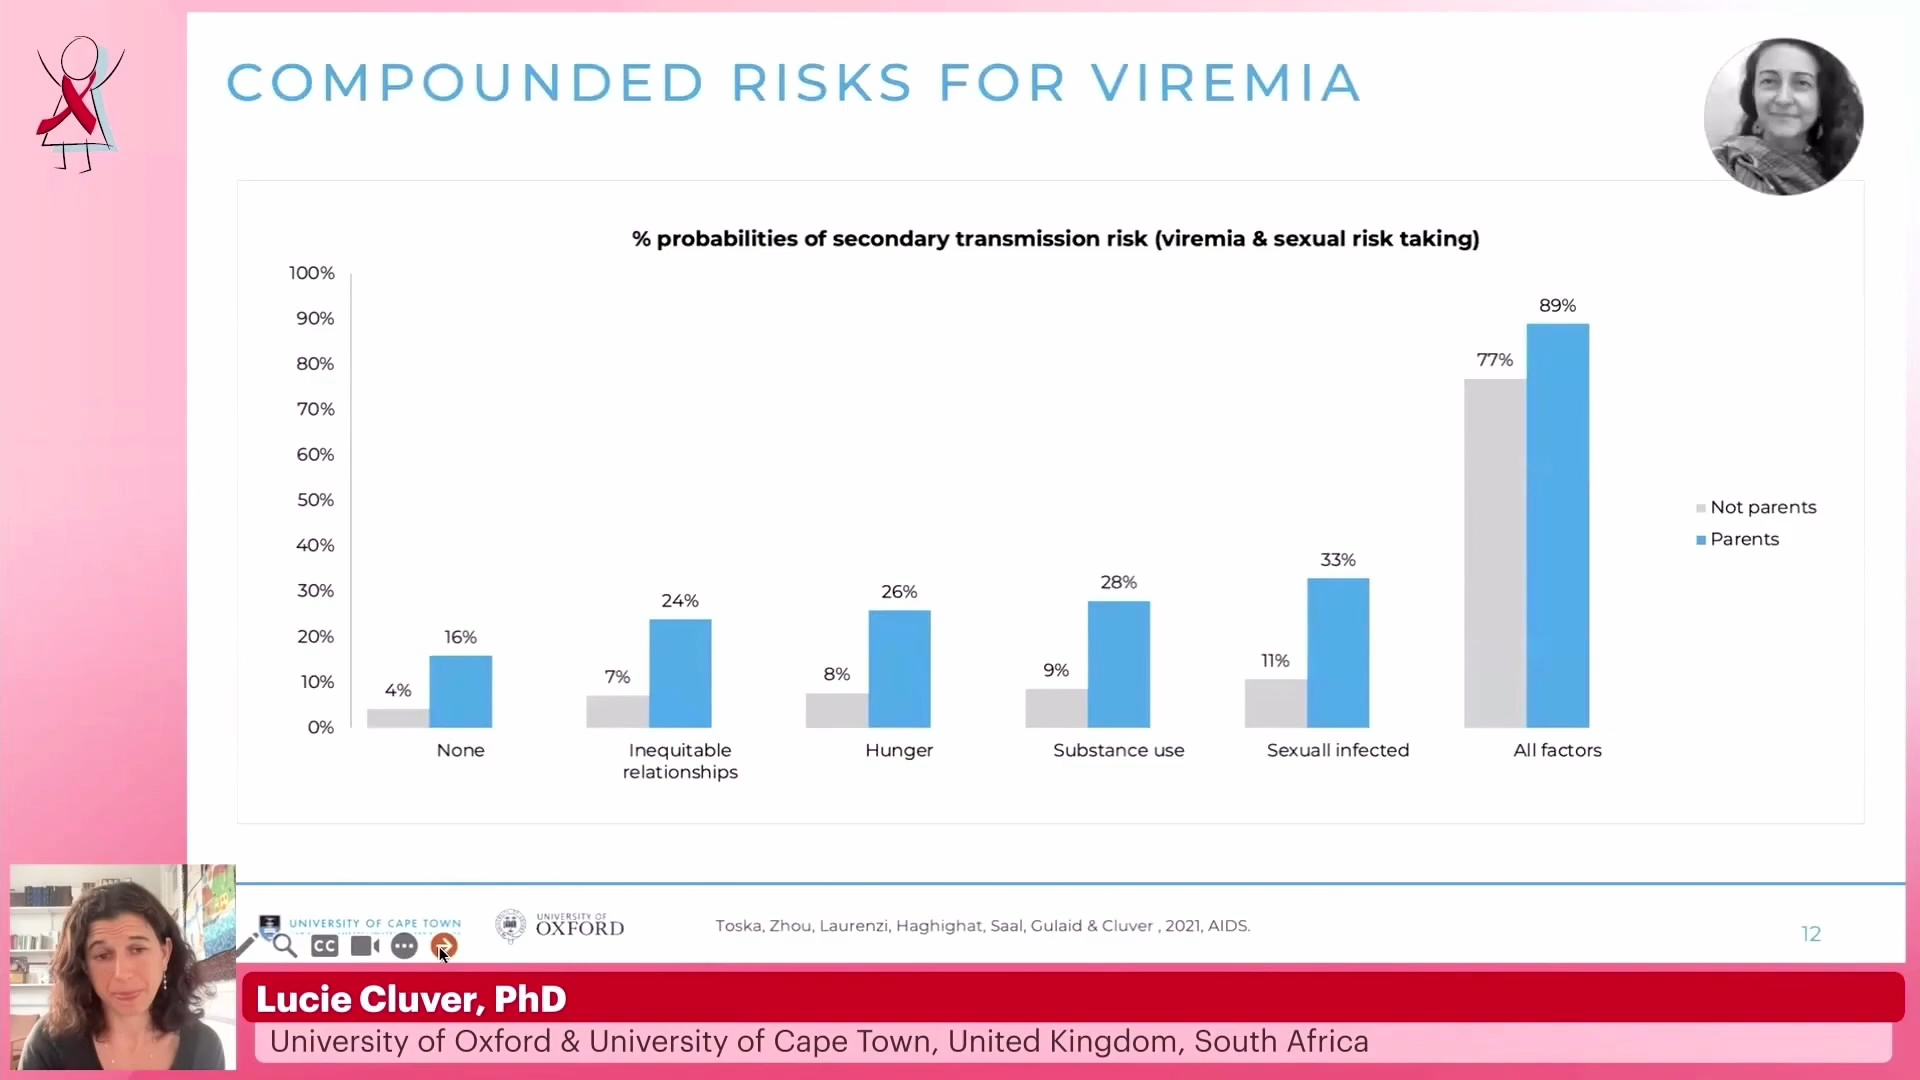 COMPOUNDED RISKS FOR VIREMIA
% probabilities of secondary transmission risk (viremia & sexual risk taking)
100%
90%
80%
70%
60%
50%
40%
30%
20%
10%
0%
4%
16%
7%
24%
8%
26%
9%
28%
11%
33%
77%
89%
None
Inequitable
relationships
Hunger
Substance use
Sexuall infected
All factors
Not parents
Parents
UNIVERSITY OF CAPE TOWN
UNIVERSITY OF
OXFORD
Toska, Zhou, Laurenzi, Haghighat, Saal, Gulaid & Cluver , 2021, AIDS.
12
CC
Lucie Cluver, PhD
University of Oxford & University of Cape Town, United Kingdom, South Africa